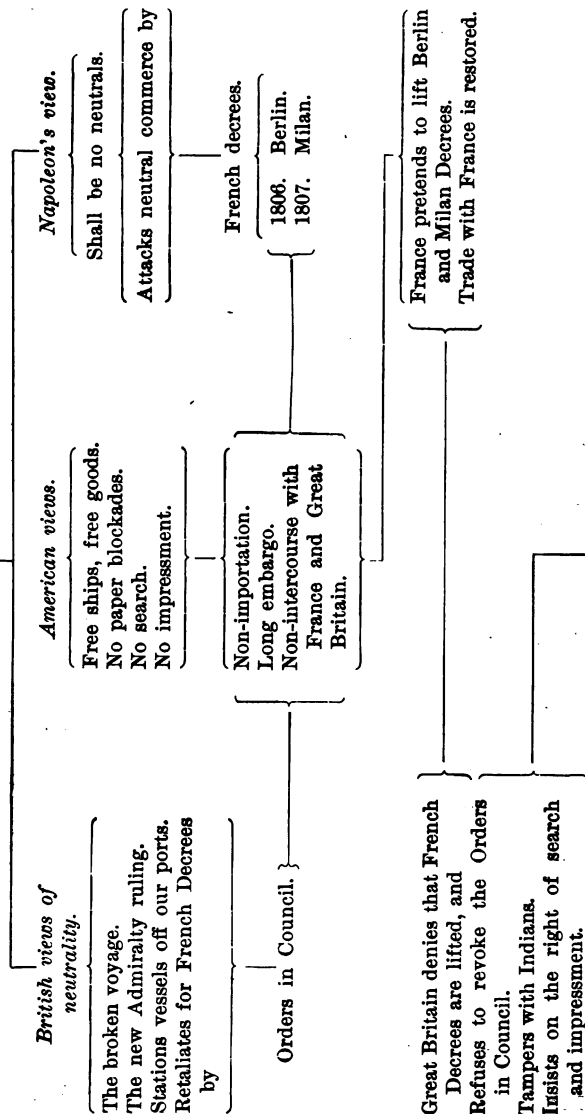 British views of
neutrality.
The broken voyage.
The new Admiralty ruling.
Stations vessels off our ports.
Retaliates for French Decrees
by
Orders in Council.
American views.
Free ships, free goods.
No paper blockades.
No search.
No impressment.
Non-importation.
Long embargo.
Non-intercourse with
France and Great
Britain.
Napoleon's view.
Shall be no neutrals.
Attacks neutral commerce by
French decrees.
1806. Berlin.
1807. Milan.
France pretends to lift Berlin
and Milan Decrees.
Trade with France is restored.
Great Britain denies that French
Decrees are lifted, and
Refuses to revoke the Orders
in Council.
Tampers with Indians.
Insists on the right of search
and impressment.